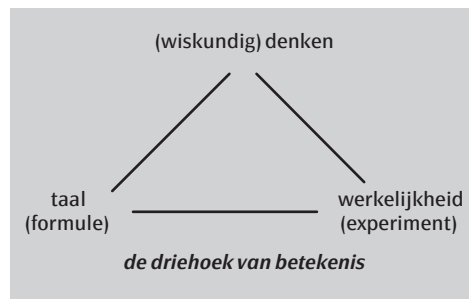 (wiskundig) denken
taal
(formule)
werkelijkheid
(experiment)
de driehoek van betekenis